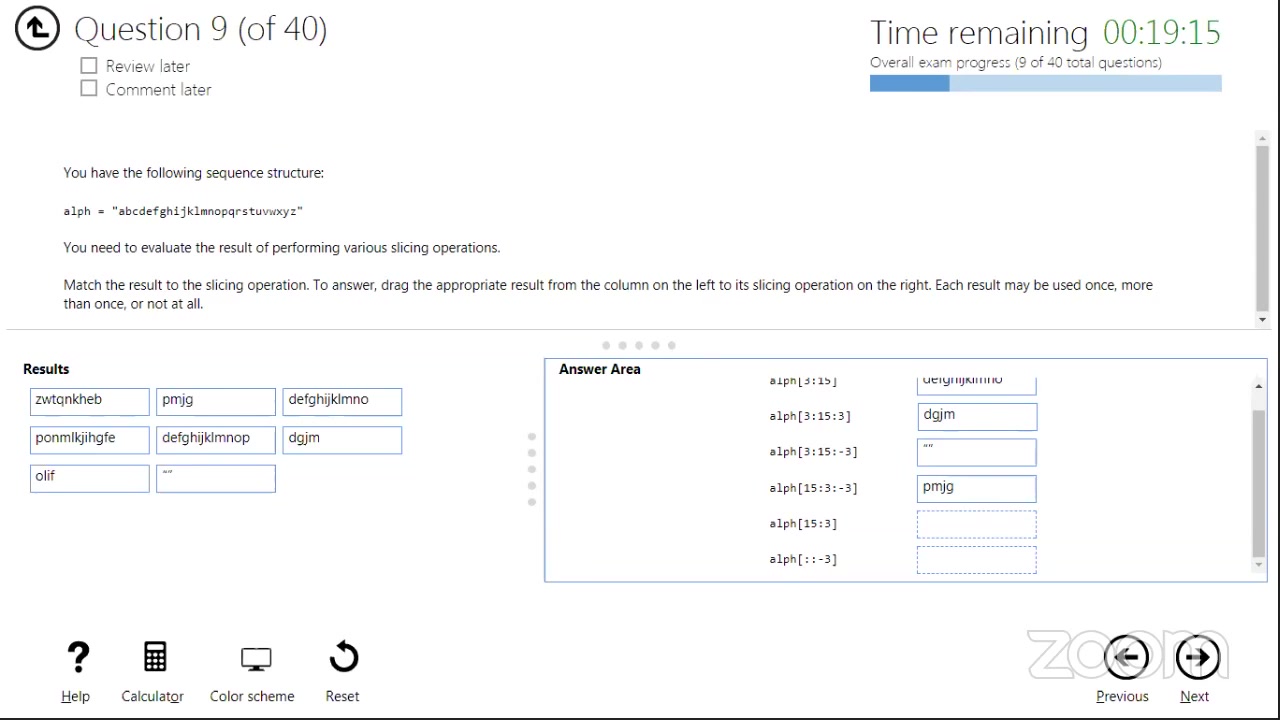 Question 9 (of 40)
Time remaining 00:19:15
Review later
Overall exam progress (9 of 40 total questions)
Comment later
You have the following sequence structure:
alph = "abcdefghijklmnopqrstuvwxyz"
You need to evaluate the result of performing various slicing operations.
Match the result to the slicing operation. To answer, drag the appropriate result from the column on the left to its slicing operation on the right. Each result may be used once, more
than once, or not at all.
Results
zwtqnkheb pmjg defghijklmno
ponmlkjihgfe defghijklmnop dgjm
olif ""
Answer Area
alph[3:15] defghijklmno
alph[3:15:3] dgjm
alph[3:15:-3] ""
alph[15:3:-3] pmjg
alph[15:3]
alph[::-3]
zoom
Help Calculator Color scheme Reset
Previous Next